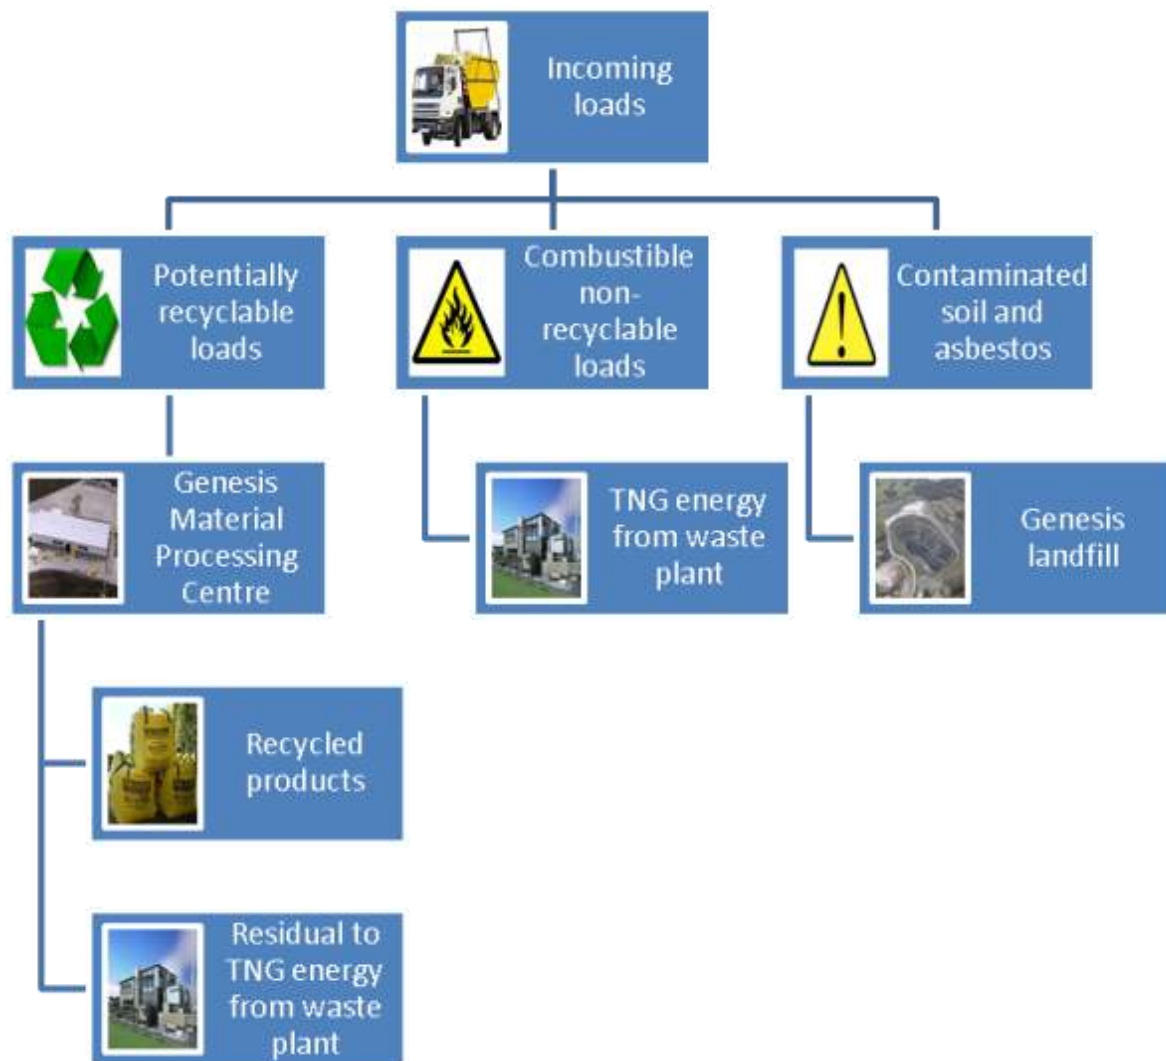 Incoming
loads
Potentially
recyclable
loads
Combustible
non-
recyclable
loads
Contaminated
soil and
asbestos
Genesis
Material
Processing
Centre
TNG energy
from waste
plant
Genesis
landfill
Recycled
products
Residual to
TNG energy
from waste
plant